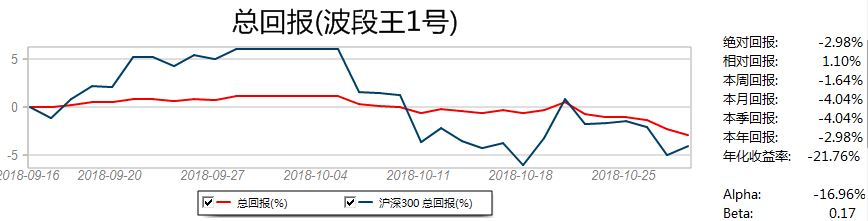 总回报(波段王1号)
5
0
-5
2018-09-16
2018-09-20
2018-09-27
2018-10-04
2018-10-11
2018-10-18
2018-10-25
总回报(%) 沪深300 总回报(%)
绝对回报: -2.98%
相对回报: 1.10%
本周回报: -1.64%
本月回报: -4.04%
本季回报: -4.04%
本年回报: -2.98%
年化收益率: -21.76%
Alpha: -16.96%
Beta: 0.17